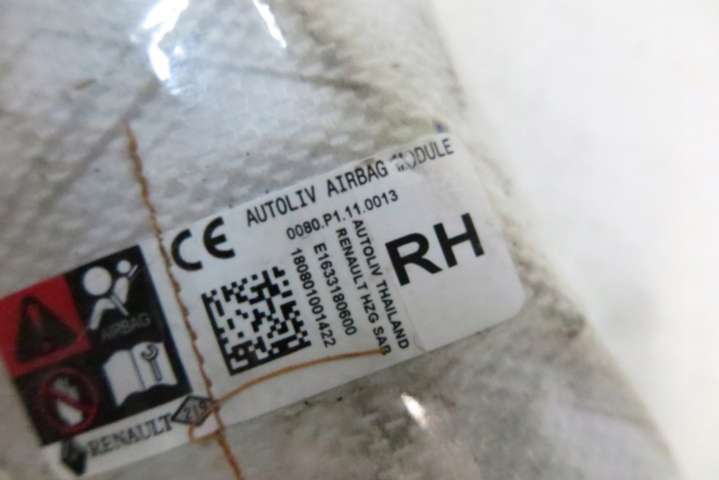 AUTOLIV AIRBAG MODULE
0080.P1.11.0013
CE
AUTOLIV THAILAND
RENAULT HZG SAB
E1633180600
180801001422
RH
AIRBAG
RENAULT